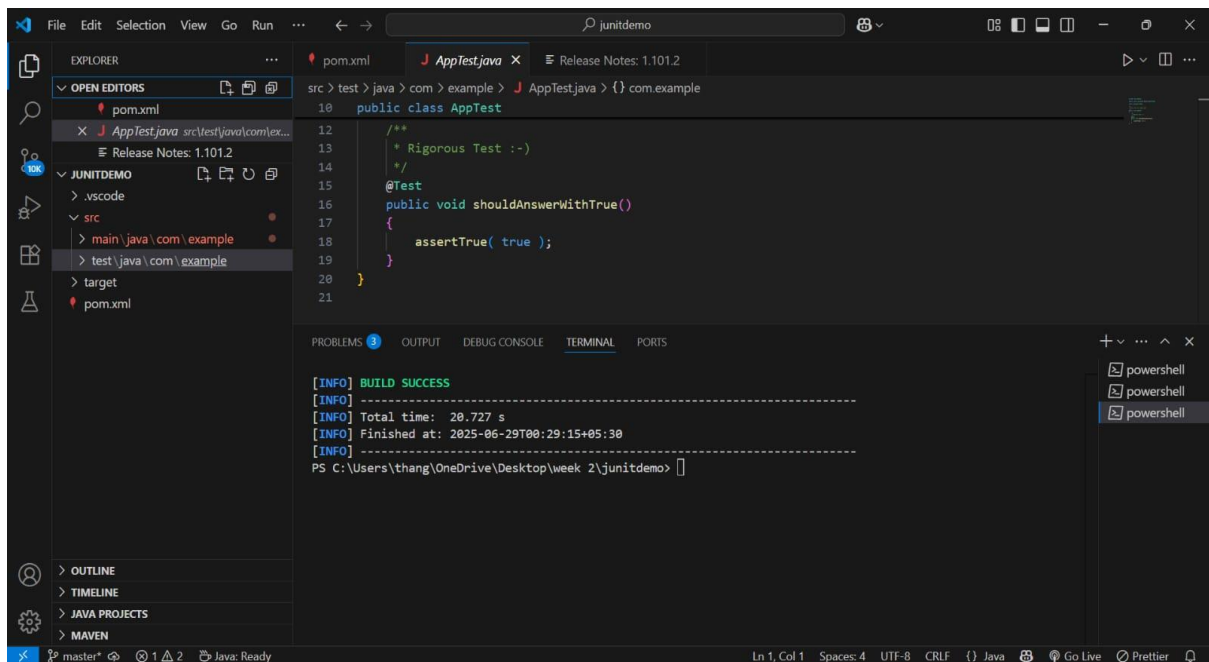 File Edit Selection View Go Run ··· junitdemo
EXPLORER ···
OPEN EDITORS
pom.xml
AppTest.java src\test\java\com\ex...
Release Notes: 1.101.2
10K
JUNITDEMO
.vscode
src
main\java\com\example
test\java\com\example
target
pom.xml
OUTLINE
TIMELINE
JAVA PROJECTS
MAVEN
pom.xml J AppTest.java Release Notes: 1.101.2
src > test > java > com > example > J AppTest.java > {} com.example
10 public class AppTest
12 /**
13 * Rigorous Test :-)
14 */
15 @Test
16 public void shouldAnswerWithTrue()
17 {
18 assertTrue( true );
19 }
20 }
21
PROBLEMS 3 OUTPUT DEBUG CONSOLE TERMINAL PORTS
[INFO] BUILD SUCCESS
[INFO] ------------------------------------------------------------------------
[INFO] Total time: 20.727 s
[INFO] Finished at: 2025-06-29T00:29:15+05:30
[INFO] ------------------------------------------------------------------------
PS C:\Users\thang\OneDrive\Desktop\week 2\junitdemo>
powershell
powershell
powershell
master* 1 2 Java: Ready Ln 1, Col 1 Spaces: 4 UTF-8 CRLF {} Java Go Live Prettier